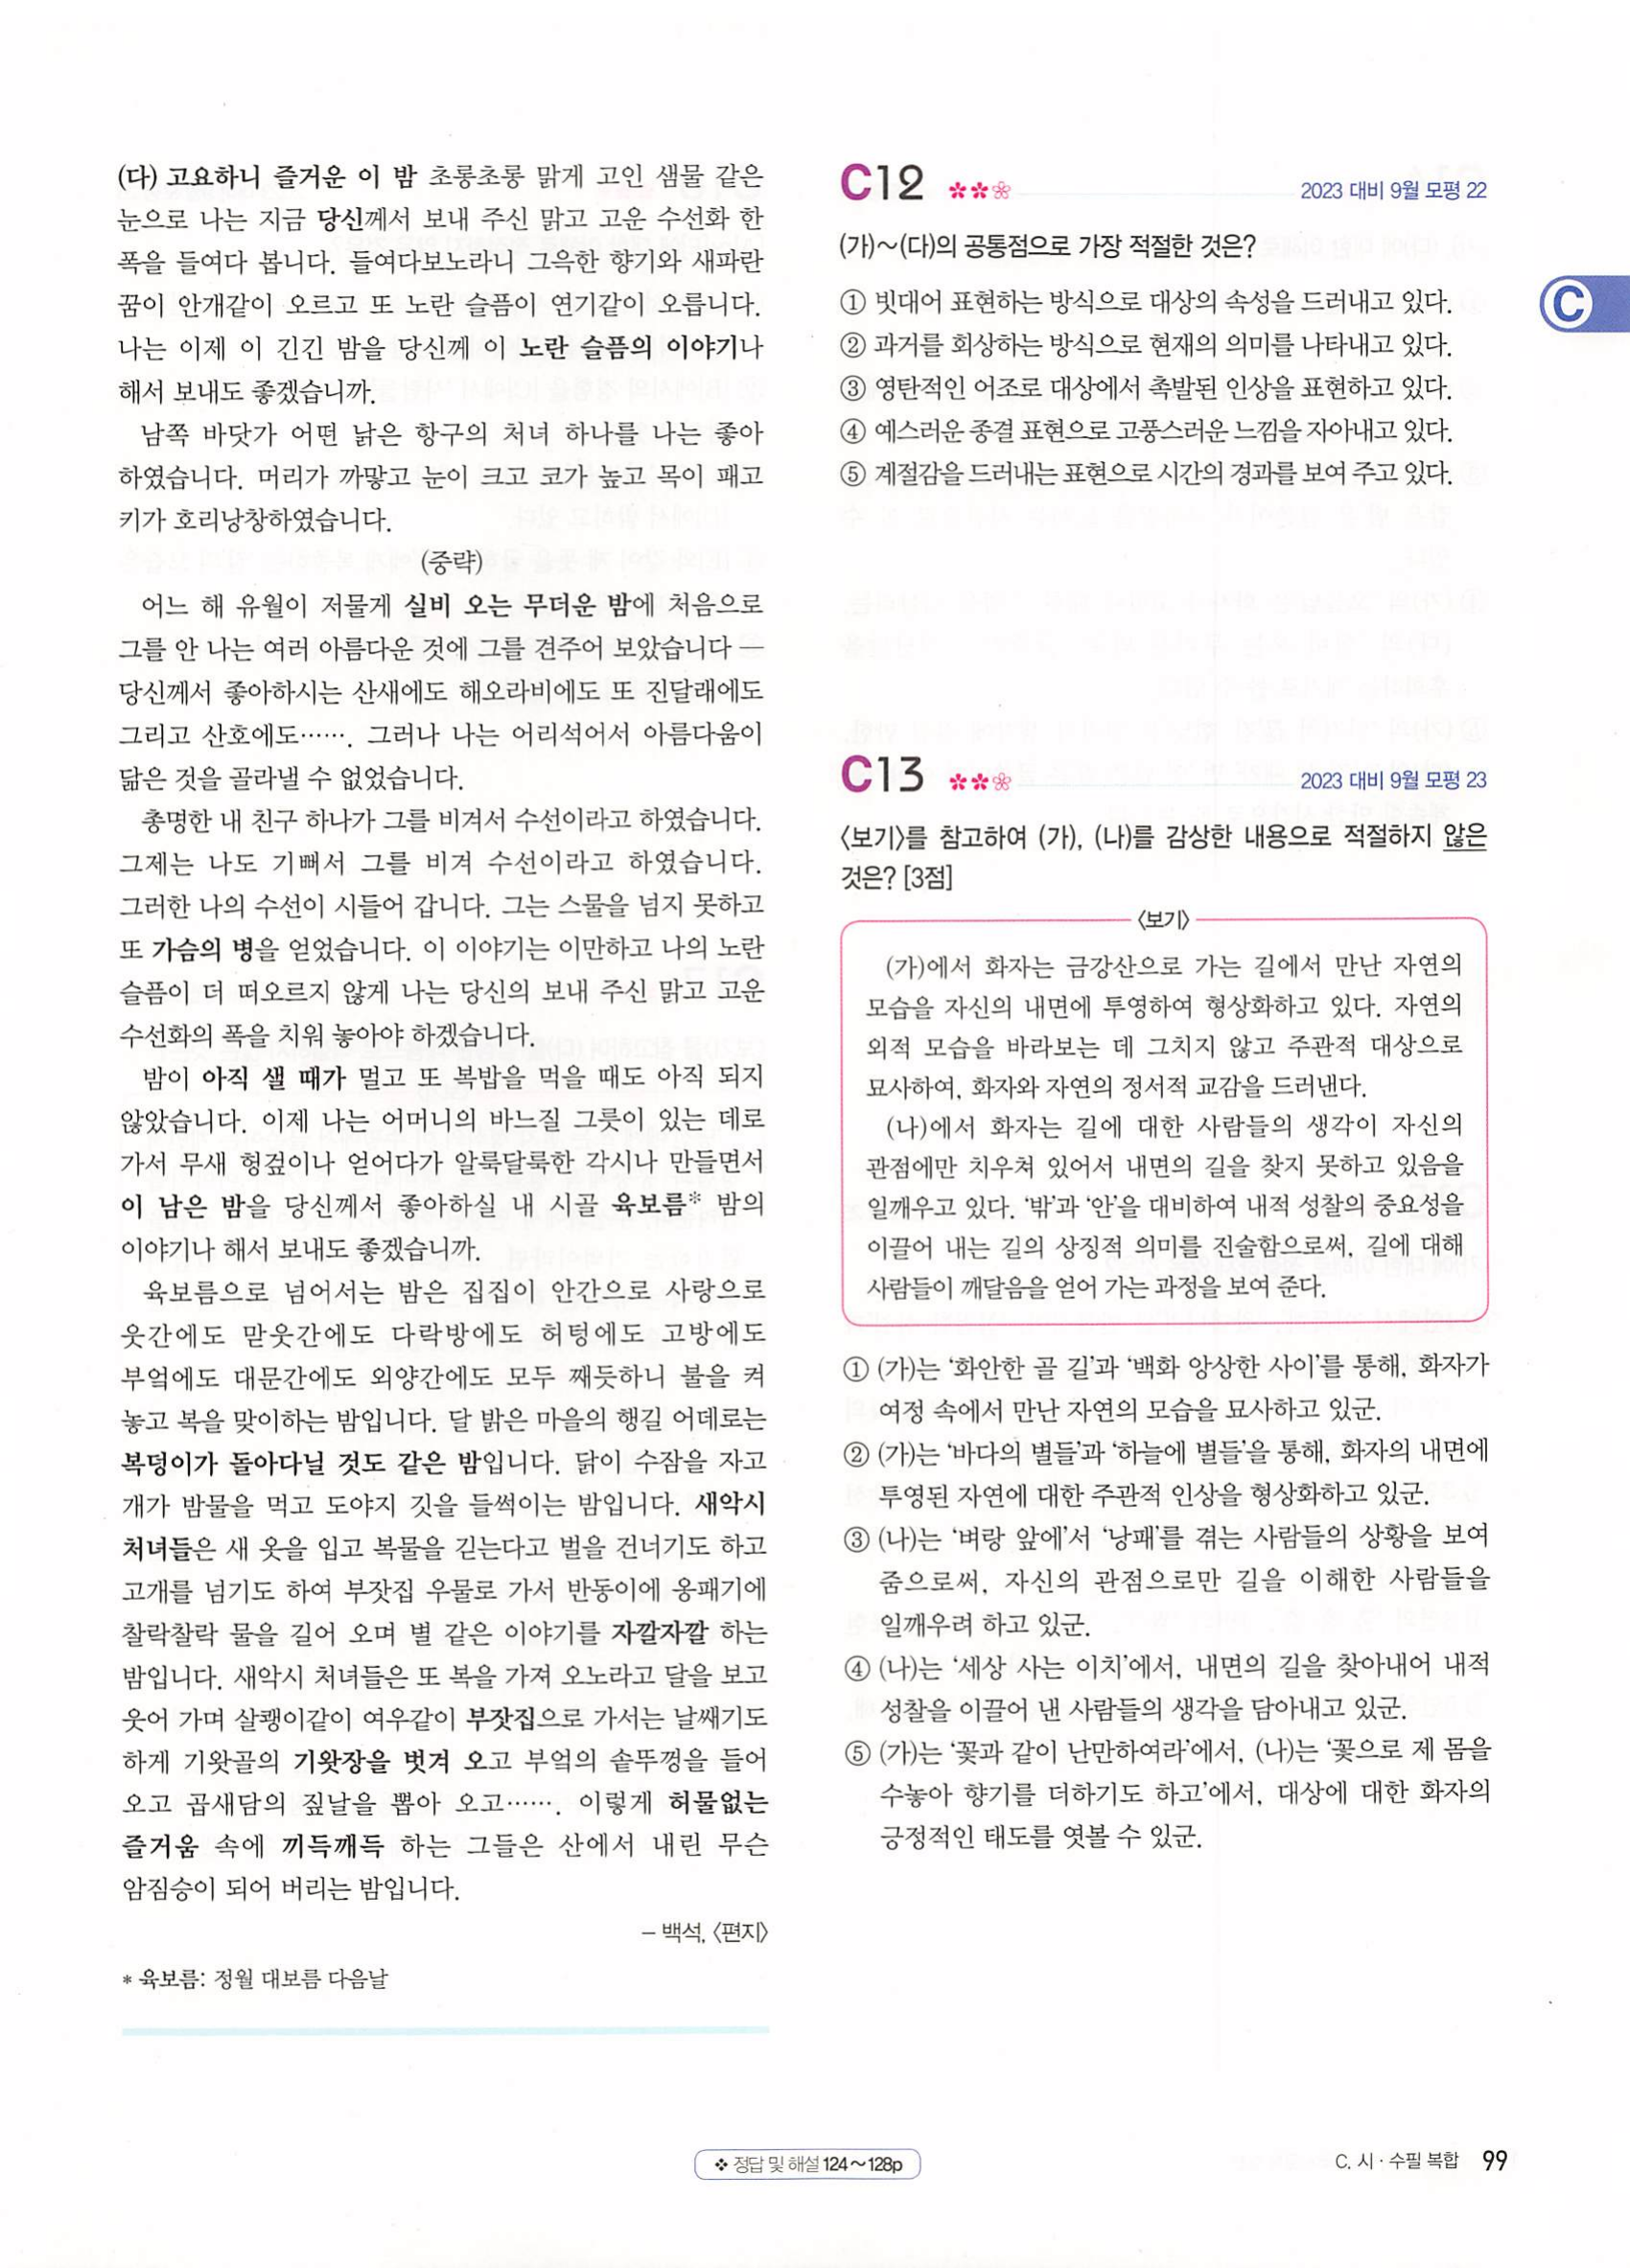 (다) 고요하니 즐거운 이 밤 초롱초롱 맑게 고인 샘물 같은
눈으로 나는 지금 당신께서 보내 주신 맑고 고운 수선화 한
폭을 들여다 봅니다. 들여다보노라니 그윽한 향기와 새파란
꿈이 안개같이 오르고 또 노란 슬픔이 연기같이 오릅니다.
나는 이제 이 긴긴 밤을 당신께 이 노란 슬픔의 이야기나
해서 보내도 좋겠습니까.
남쪽 바닷가 어떤 낡은 항구의 처녀 하나를 나는 좋아
하였습니다. 머리가 까맣고 눈이 크고 코가 높고 목이 패고
키가 호리낭창하였습니다.
(중략)
어느 해 유월이 저물게 실비 오는 무더운 밤에 처음으로
그를 안 나는 여러 아름다운 것에 그를 견주어 보았습니다 —
당신께서 좋아하시는 산새에도 해오라비에도 또 진달래에도
그리고 산호에도……. 그러나 나는 어리석어서 아름다움이
닮은 것을 골라낼 수 없었습니다.
총명한 내 친구 하나가 그를 비겨서 수선이라고 하였습니다.
그제는 나도 기뻐서 그를 비겨 수선이라고 하였습니다.
그러한 나의 수선이 시들어 갑니다. 그는 스물을 넘지 못하고
또 가슴의 병을 얻었습니다. 이 이야기는 이만하고 나의 노란
슬픔이 더 떠오르지 않게 나는 당신의 보내 주신 맑고 고운
수선화의 폭을 치워 놓아야 하겠습니다.
밤이 아직 샐 때가 멀고 또 복밥을 먹을 때도 아직 되지
않았습니다. 이제 나는 어머니의 바느질 그릇이 있는 데로
가서 무새 헝겊이나 얻어다가 알룩달룩한 각시나 만들면서
이 남은 밤을 당신께서 좋아하실 내 시골 육보름* 밤의
이야기나 해서 보내도 좋겠습니까.
육보름으로 넘어서는 밤은 집집이 안간으로 사랑으로
웃간에도 맏웃간에도 다락방에도 허텅에도 고방에도
부엌에도 대문간에도 외양간에도 모두 째듯하니 불을 켜
놓고 복을 맞이하는 밤입니다. 달 밝은 마을의 행길 어데로는
복덩이가 돌아다닐 것도 같은 밤입니다. 닭이 수잠을 자고
개가 밤물을 먹고 도야지 깃을 들썩이는 밤입니다. 새악시
처녀들은 새 옷을 입고 복물을 긷는다고 벌을 건너기도 하고
고개를 넘기도 하여 부잣집 우물로 가서 반동이에 옹패기에
찰락찰락 물을 길어 오며 별 같은 이야기를 자깔자깔 하는
밤입니다. 새악시 처녀들은 또 복을 가져 오노라고 달을 보고
웃어 가며 살쾡이같이 여우같이 부잣집으로 가서는 날쌔기도
하게 기왓골의 기왓장을 벗겨 오고 부엌의 솥뚜껑을 들어
오고 곱새담의 짚날을 뽑아 오고……. 이렇게 허물없는
즐거움 속에 끼득깨득 하는 그들은 산에서 내린 무슨
암짐승이 되어 버리는 밤입니다.
– 백석, 〈편지〉
* 육보름: 정월 대보름 다음날
C12
2023 대비 9월 모평 22
(가)~(다)의 공통점으로 가장 적절한 것은?
① 빗대어 표현하는 방식으로 대상의 속성을 드러내고 있다.
② 과거를 회상하는 방식으로 현재의 의미를 나타내고 있다.
③ 영탄적인 어조로 대상에서 촉발된 인상을 표현하고 있다.
④ 예스러운 종결 표현으로 고풍스러운 느낌을 자아내고 있다.
⑤ 계절감을 드러내는 표현으로 시간의 경과를 보여 주고 있다.
C
C13
2023 대비 9월 모평 23
〈보기〉를 참고하여 (가), (나)를 감상한 내용으로 적절하지 않은
것은? [3점]
〈보기〉
(가)에서 화자는 금강산으로 가는 길에서 만난 자연의
모습을 자신의 내면에 투영하여 형상화하고 있다. 자연의
외적 모습을 바라보는 데 그치지 않고 주관적 대상으로
묘사하여, 화자와 자연의 정서적 교감을 드러낸다.
(나)에서 화자는 길에 대한 사람들의 생각이 자신의
관점에만 치우쳐 있어서 내면의 길을 찾지 못하고 있음을
일깨우고 있다. ‘밖’과 ‘안’을 대비하여 내적 성찰의 중요성을
이끌어 내는 길의 상징적 의미를 진술함으로써, 길에 대해
사람들이 깨달음을 얻어 가는 과정을 보여 준다.
① (가)는 ‘화안한 골 길’과 ‘백화 앙상한 사이’를 통해, 화자가
여정 속에서 만난 자연의 모습을 묘사하고 있군.
② (가)는 ‘바다의 별들’과 ‘하늘에 별들’을 통해, 화자의 내면에
투영된 자연에 대한 주관적 인상을 형상화하고 있군.
③ (나)는 ‘벼랑 앞에’서 ‘낭패’를 겪는 사람들의 상황을 보여
줌으로써, 자신의 관점으로만 길을 이해한 사람들을
일깨우려 하고 있군.
④ (나)는 ‘세상 사는 이치’에서, 내면의 길을 찾아내어 내적
성찰을 이끌어 낸 사람들의 생각을 담아내고 있군.
⑤ (가)는 ‘꽃과 같이 난만하여라’에서, (나)는 ‘꽃으로 제 몸을
수놓아 향기를 더하기도 하고’에서, 대상에 대한 화자의
긍정적인 태도를 엿볼 수 있군.
❖ 정답 및 해설 124~128p
C. 시·수필 복합 99